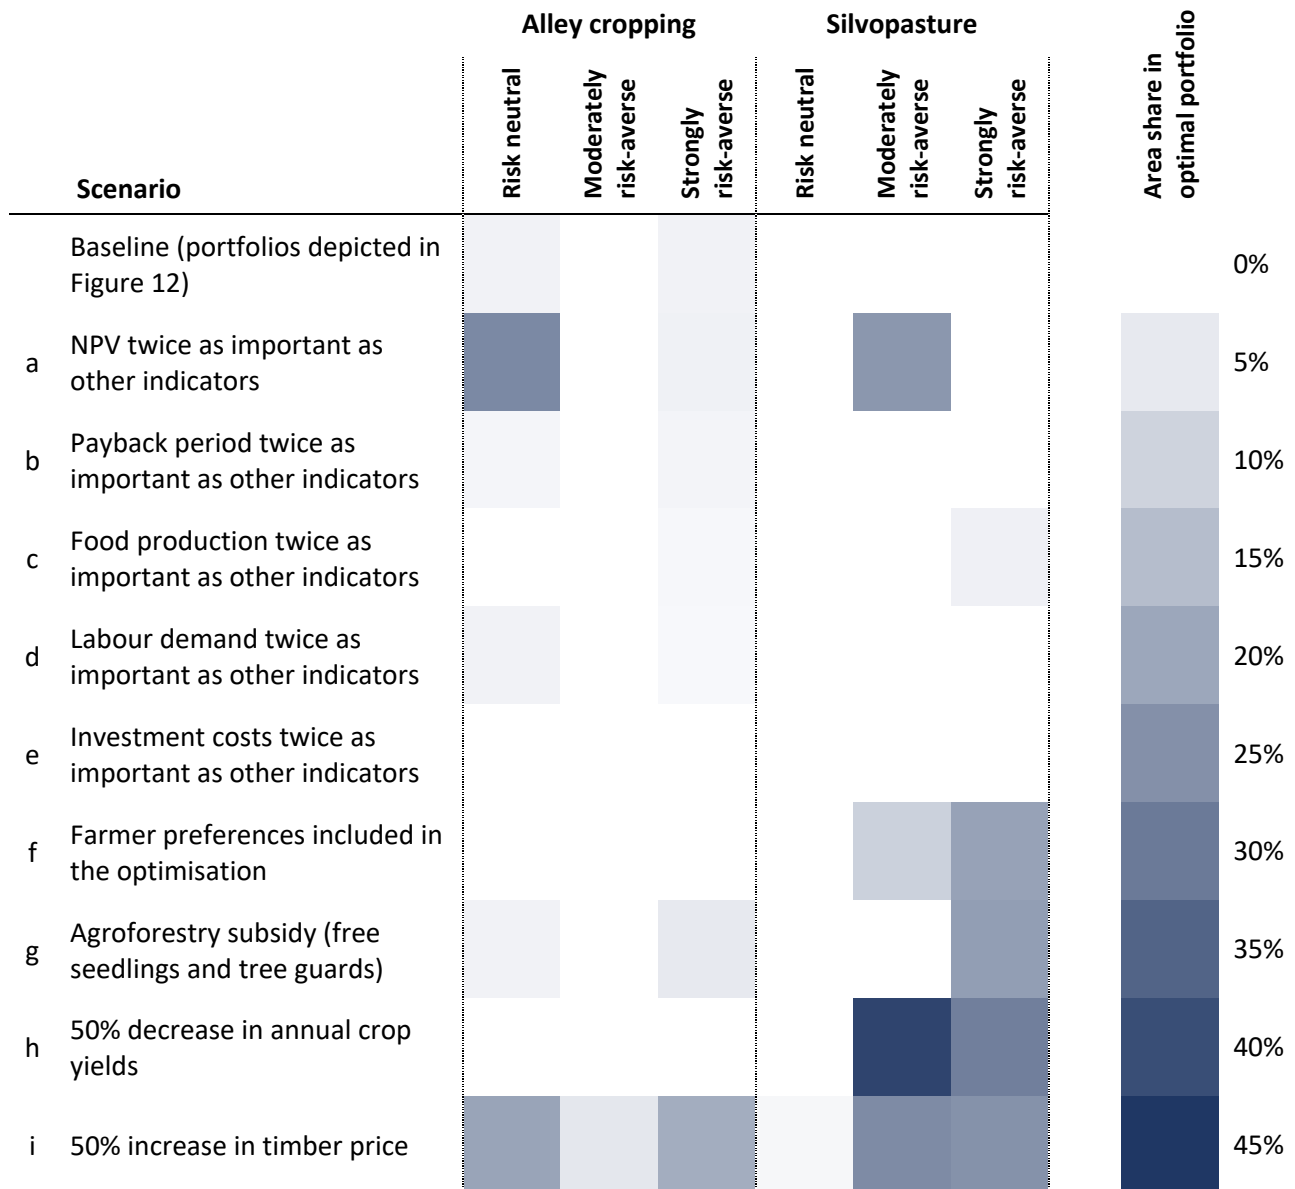 Alley cropping
Silvopasture
Scenario
Risk neutral
Moderately
risk-averse
Strongly
risk-averse
Risk neutral
Moderately
risk-averse
Strongly
risk-averse
Area share in
optimal portfolio
Baseline (portfolios depicted in
Figure 12)
0%
a
NPV twice as important as
other indicators
5%
b
Payback period twice as
important as other indicators
10%
c
Food production twice as
important as other indicators
15%
d
Labour demand twice as
important as other indicators
20%
e
Investment costs twice as
important as other indicators
25%
f
Farmer preferences included in
the optimisation
30%
g
Agroforestry subsidy (free
seedlings and tree guards)
35%
h
50% decrease in annual crop
yields
40%
i
50% increase in timber price
45%